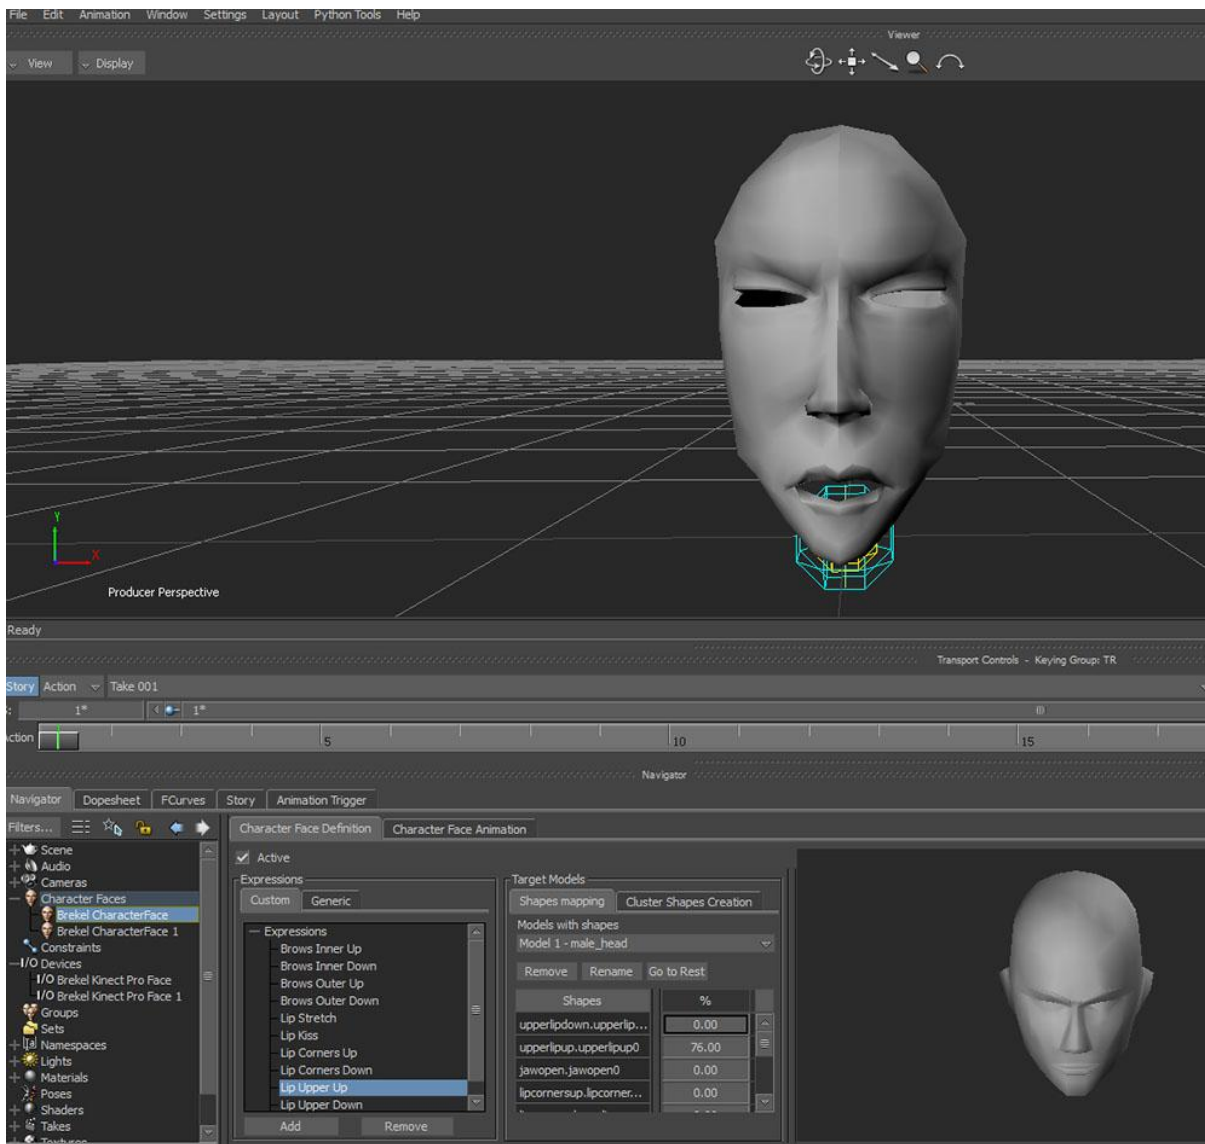 File Edit Animation Window Settings Layout Python Tools Help
Viewer
View Display
Y
X
Producer Perspective
Ready
Transport Controls - Keying Group: TR
Story Action Take 001
1* 1*
ction 5 10 15
Navigator
Navigator Dopesheet FCurves Story Animation Trigger
Filters... Character Face Definition Character Face Animation
Scene
Audio
Cameras
Character Faces
Brekel CharacterFace
Brekel CharacterFace 1
Constraints
I/O Devices
I/O Brekel Kinect Pro Face
I/O Brekel Kinect Pro Face 1
Groups
Sets
Namespaces
Lights
Materials
Poses
Shaders
Takes
Textures
Active
Expressions
Custom Generic
Expressions
Brows Inner Up
Brows Inner Down
Brows Outer Up
Brows Outer Down
Lip Stretch
Lip Kiss
Lip Corners Up
Lip Corners Down
Lip Upper Up
Lip Upper Down
Add Remove
Target Models
Shapes mapping Cluster Shapes Creation
Models with shapes
Model 1 - male_head
Remove Rename Go to Rest
Shapes %
upperlipdown.upperlip... 0.00
upperlipup.upperlipup0 76.00
jawopen.jawopen0 0.00
lipcornersup.lipcorner... 0.00